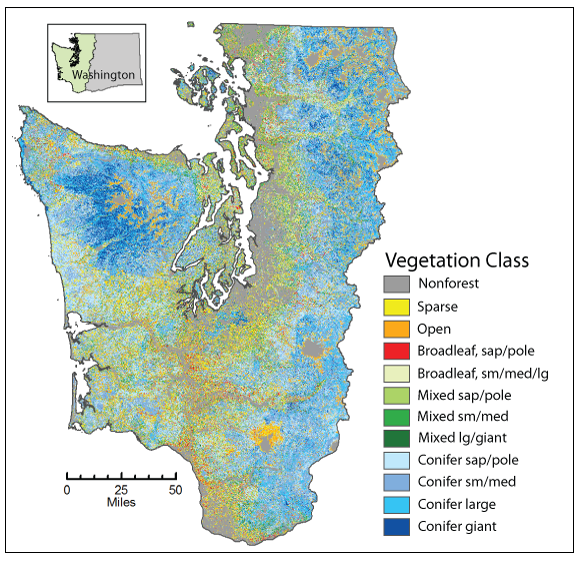 Washington
Vegetation Class
Nonforest
Sparse
Open
Broadleaf, sap/pole
Broadleaf, sm/med/lg
Mixed sap/pole
Mixed sm/med
Mixed lg/giant
Conifer sap/pole
Conifer sm/med
Conifer large
Conifer giant
0 25 50
Miles